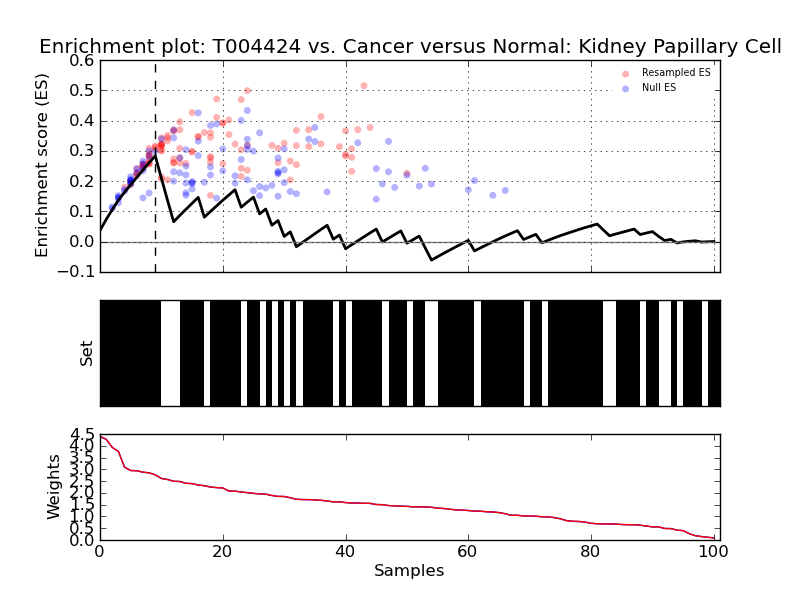 Enrichment plot: T004424 vs. Cancer versus Normal: Kidney Papillary Cell
Enrichment score (ES)
0.6
0.5
0.4
0.3
0.2
0.1
0.0
−0.1
Resampled ES
Null ES
Set
Weights
4.5
4.0
3.5
3.0
2.5
2.0
1.5
1.0
0.5
0.0
0 20 40 60 80 100
Samples